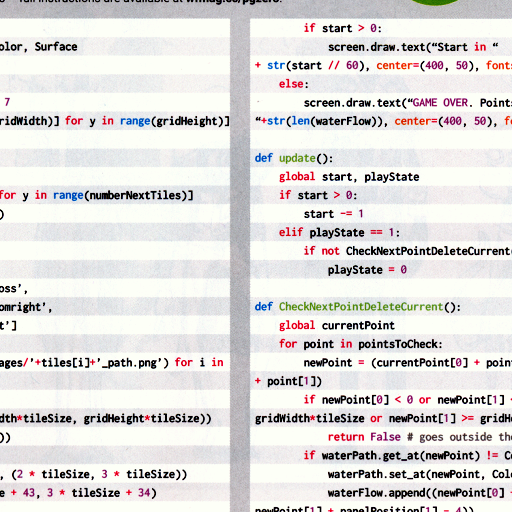 full instructions are available at wfmag.cc/pgzero.
olor, Surface
7
ridWidth)] for y in range(gridHeight)]
for y in range(numberNextTiles)]
)
oss',
omright',
t']
ages/'+tiles[i]+'_path.png') for i in
dth*tileSize, gridHeight*tileSize))
))
, (2 * tileSize, 3 * tileSize))
e + 43, 3 * tileSize + 34)
if start > 0:
screen.draw.text(“Start in “
+ str(start // 60), center=(400, 50), fonts
else:
screen.draw.text(“GAME OVER. Points
“+str(len(waterFlow)), center=(400, 50), fo
def update():
global start, playState
if start > 0:
start -= 1
elif playState == 1:
if not CheckNextPointDeleteCurrent(
playState = 0
def CheckNextPointDeleteCurrent():
global currentPoint
for point in pointsToCheck:
newPoint = (currentPoint[0] + poin
+ point[1])
if newPoint[0] < 0 or newPoint[1] <
gridWidth*tileSize or newPoint[1] >= gridHe
return False # goes outside the
if waterPath.get_at(newPoint) != Co
waterPath.set_at(newPoint, Colo
waterFlow.append((newPoint[0] +
newPoint[1] + panelPosition[1] - 4))